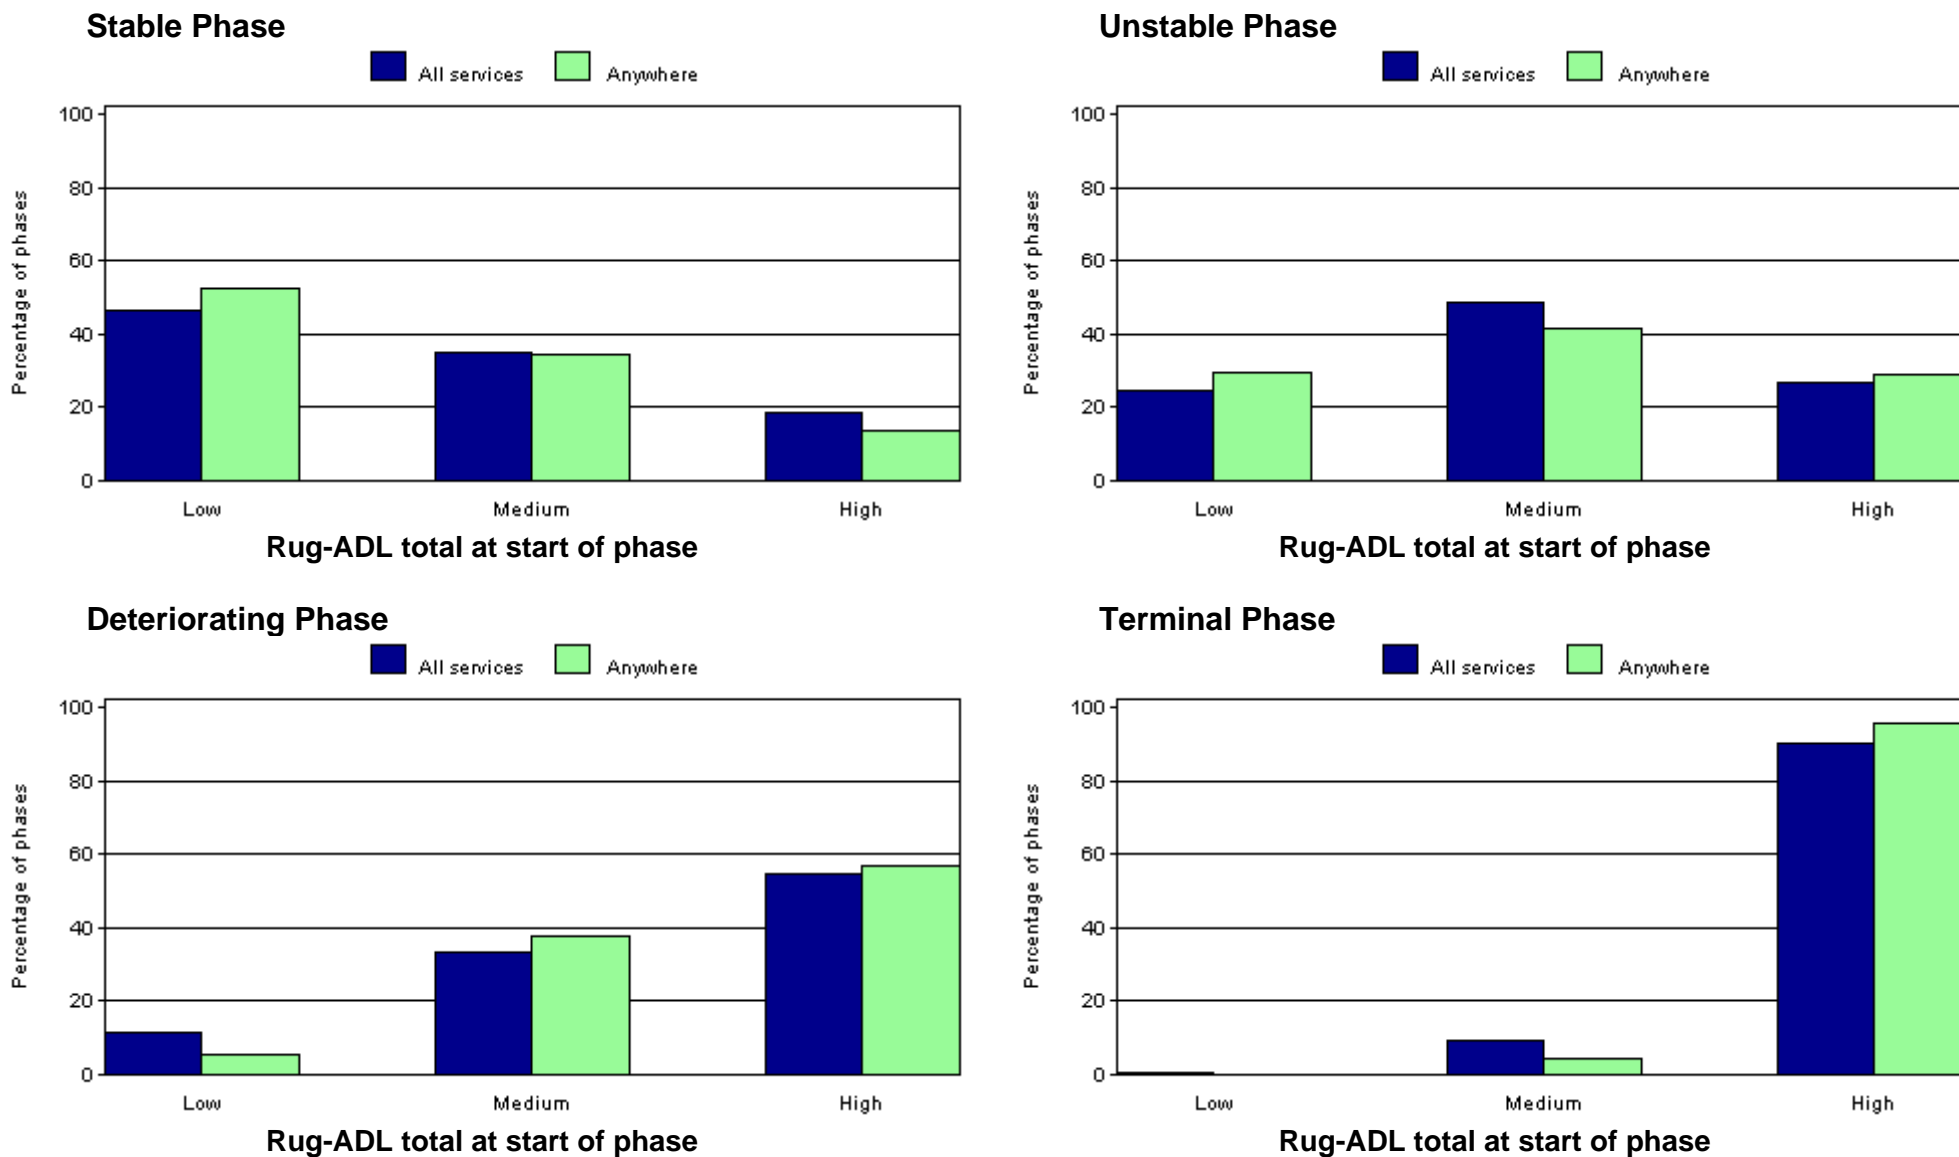 Stable Phase
All services Anywhere
Percentage of phases
100
80
60
40
20
0
Low Medium High
Rug-ADL total at start of phase
Unstable Phase
All services Anywhere
Percentage of phases
100
80
60
40
20
0
Low Medium High
Rug-ADL total at start of phase
Deteriorating Phase
All services Anywhere
Percentage of phases
100
80
60
40
20
0
Low Medium High
Rug-ADL total at start of phase
Terminal Phase
All services Anywhere
Percentage of phases
100
80
60
40
20
0
Low Medium High
Rug-ADL total at start of phase